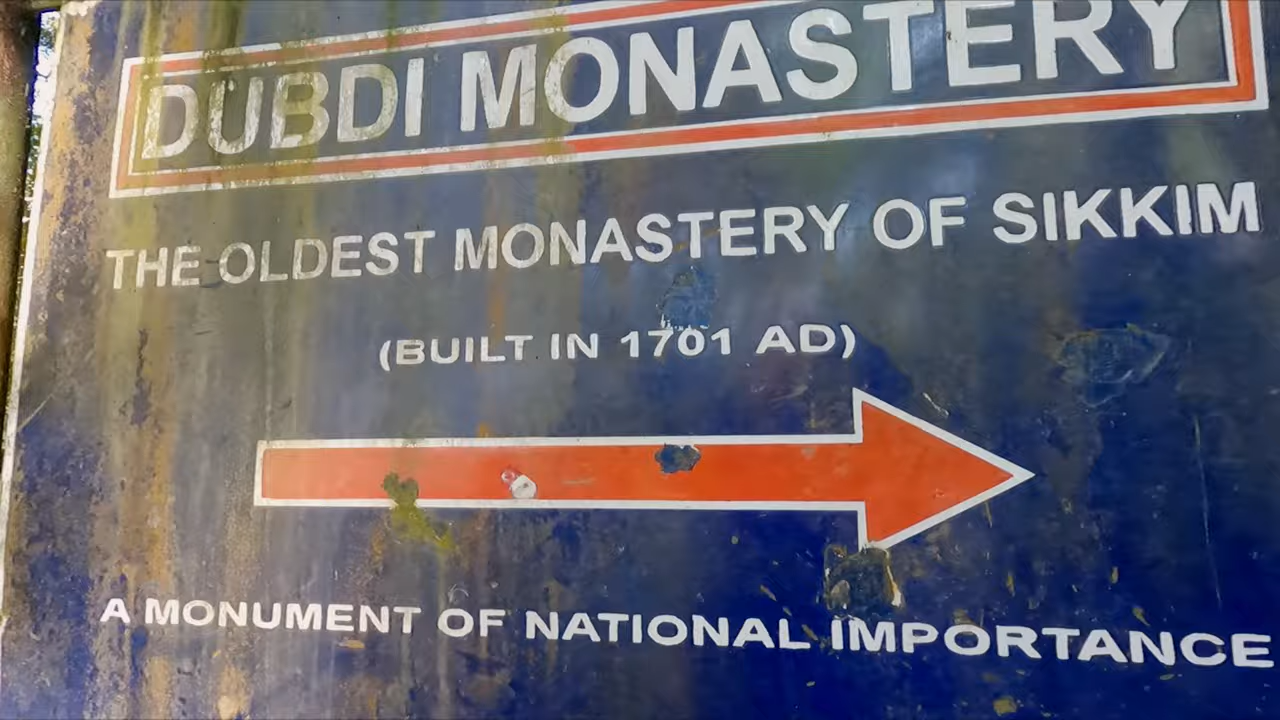 DUBDI MONASTERY
THE OLDEST MONASTERY OF SIKKIM
(BUILT IN 1701 AD)
A MONUMENT OF NATIONAL IMPORTANCE